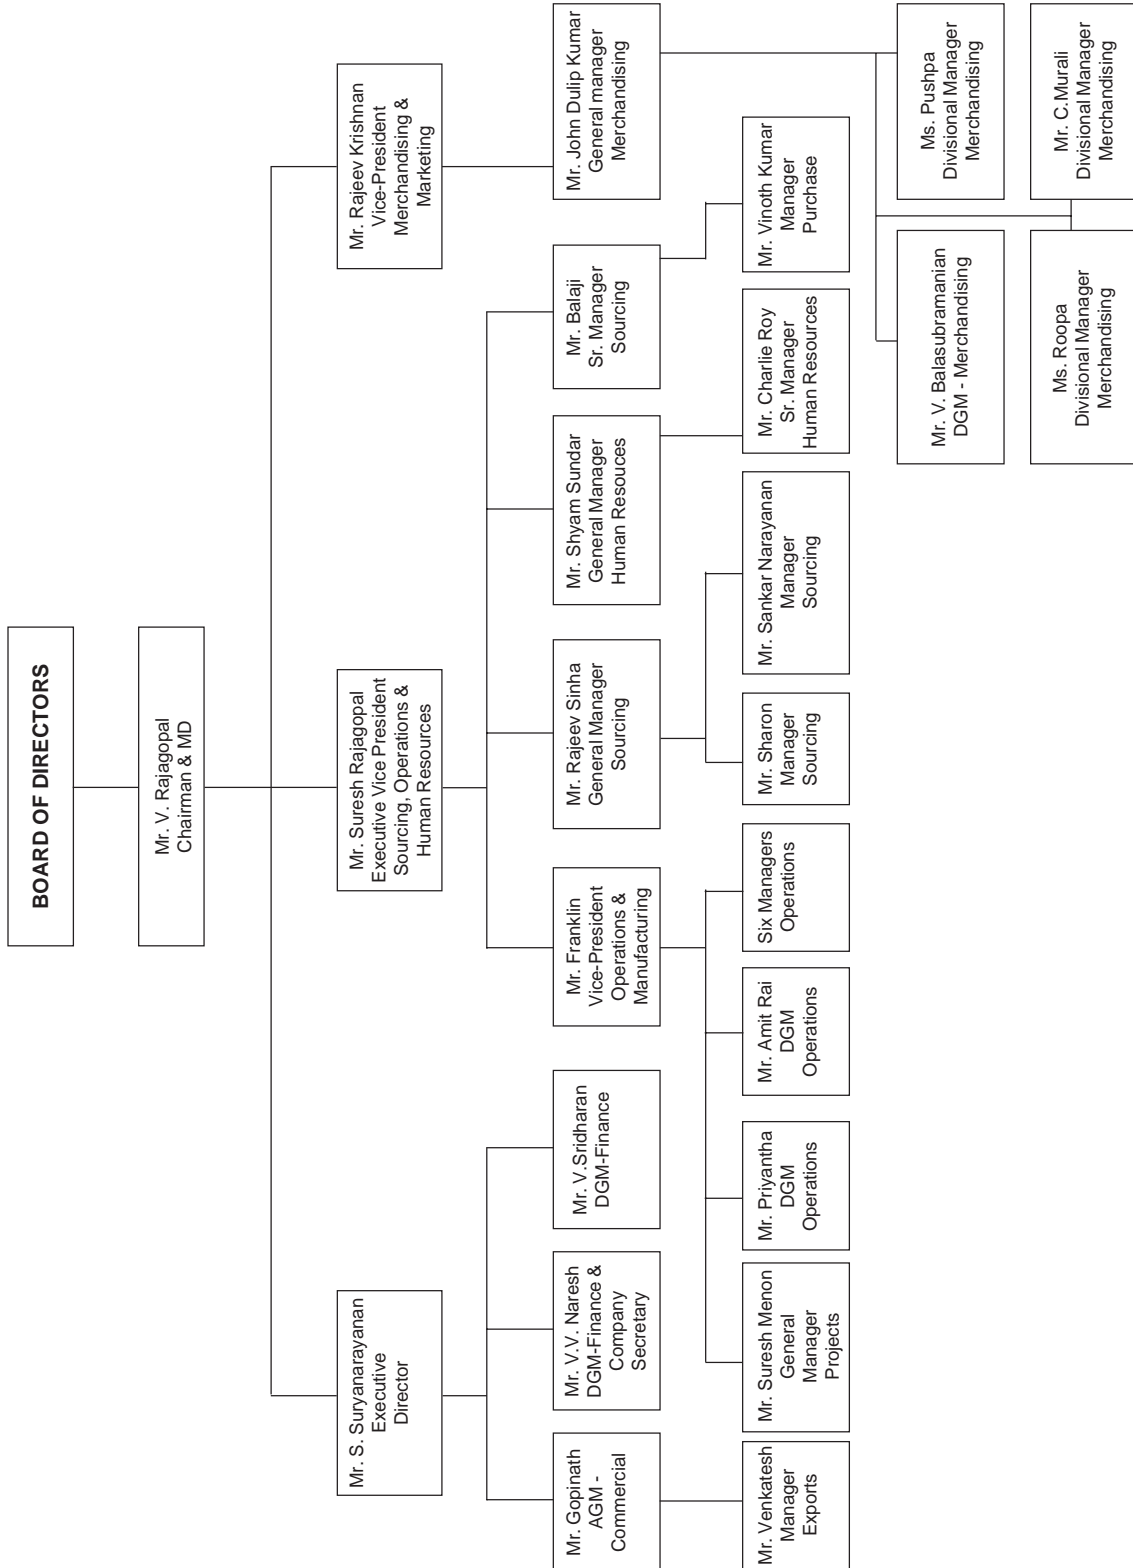 BOARD OF DIRECTORS
Mr. V. Rajagopal
Chairman & MD
Mr. S. Suryanarayanan
Executive
Director
Mr. Suresh Rajagopal
Executive Vice President
Sourcing, Operations &
Human Resources
Mr. Rajeev Krishnan
Vice-President
Merchandising &
Marketing
Mr. Gopinath
AGM -
Commercial
Mr. V.V. Naresh
DGM-Finance &
Company
Secretary
Mr. V.Sridharan
DGM-Finance
Mr. Franklin
Vice-President
Operations &
Manufacturing
Mr. Rajeev Sinha
General Manager
Sourcing
Mr. Shyam Sundar
General Manager
Human Resouces
Mr. Balaji
Sr. Manager
Sourcing
Mr. John Dulip Kumar
General manager
Merchandising
Mr. Venkatesh
Manager
Exports
Mr. Suresh Menon
General
Manager
Projects
Mr. Priyantha
DGM
Operations
Mr. Amit Rai
DGM
Operations
Six Managers
Operations
Mr. Sharon
Manager
Sourcing
Mr. Sankar Narayanan
Manager
Sourcing
Mr. Charlie Roy
Sr. Manager
Human Resources
Mr. Vinoth Kumar
Manager
Purchase
Mr. V. Balasubramanian
DGM - Merchandising
Ms. Pushpa
Divisional Manager
Merchandising
Ms. Roopa
Divisional Manager
Merchandising
Mr. C.Murali
Divisional Manager
Merchandising